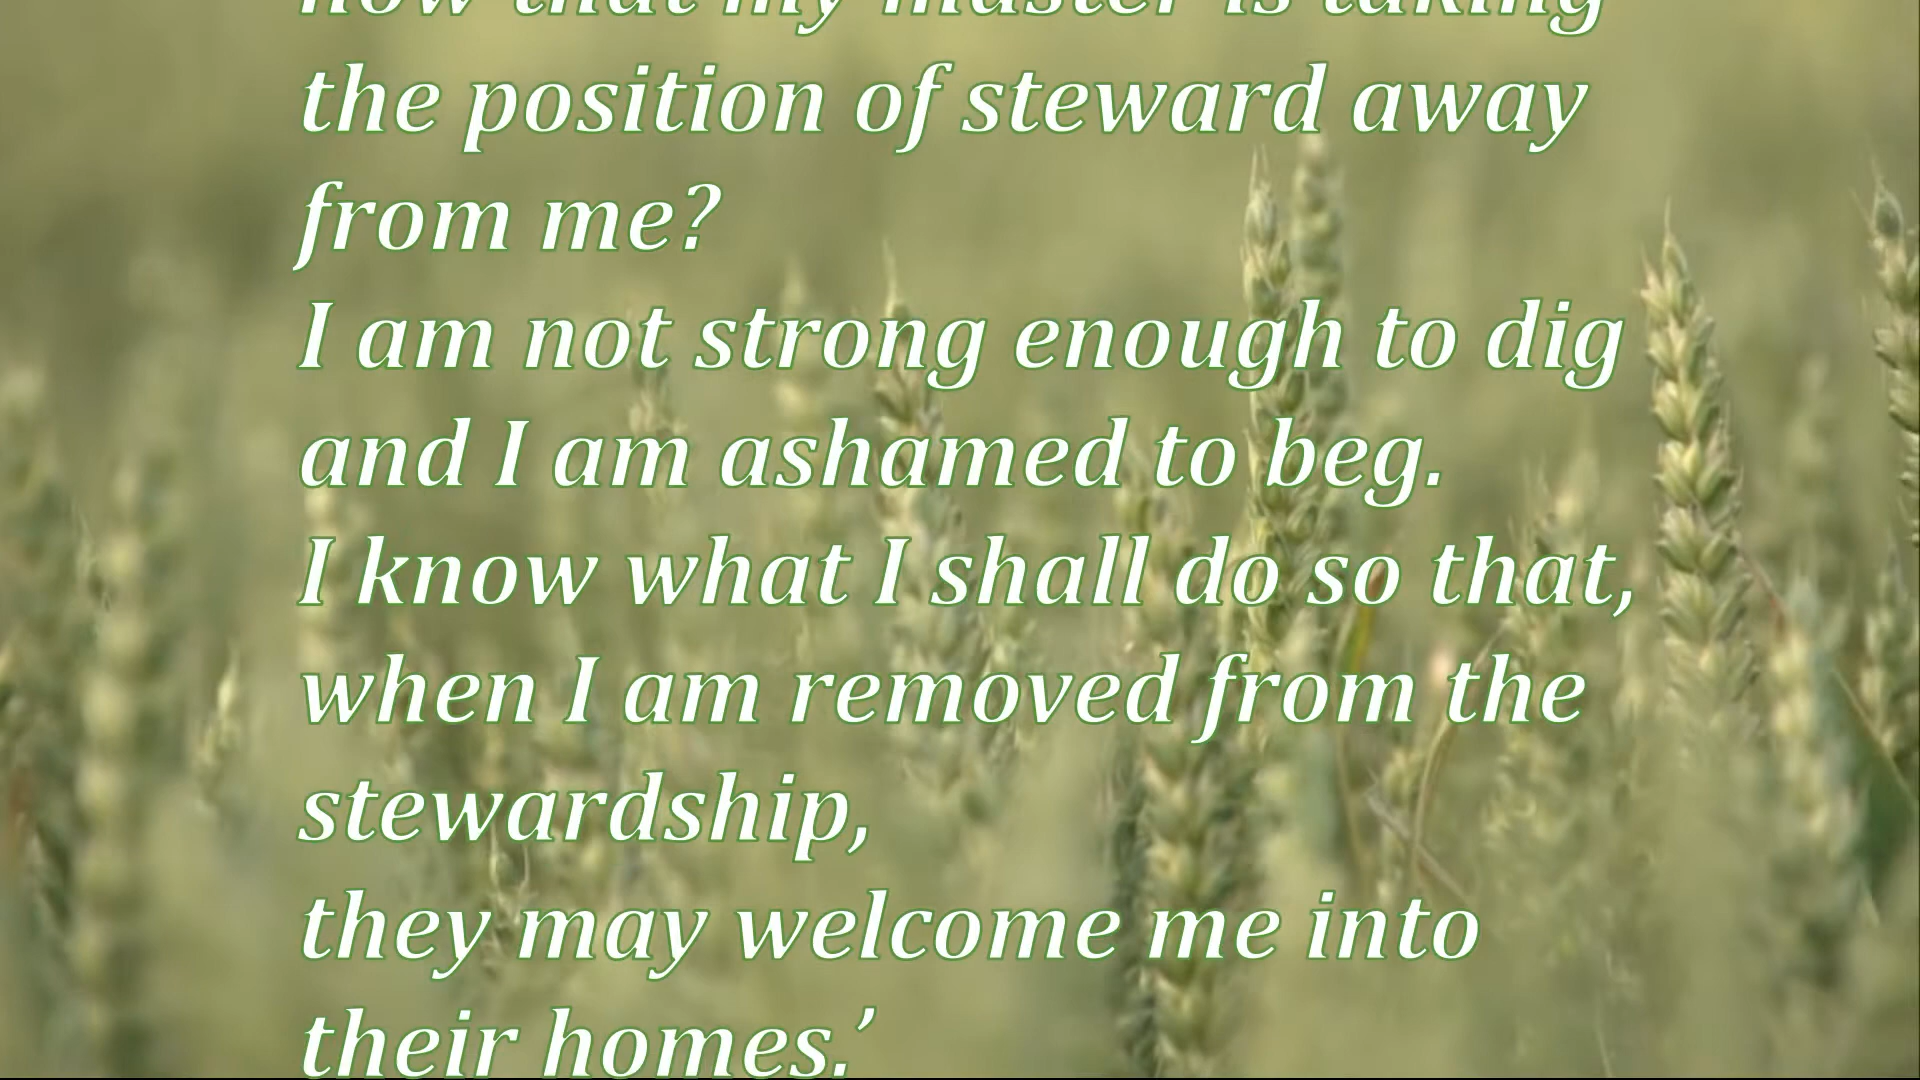 now that my master is taking
the position of steward away
from me?
I am not strong enough to dig
and I am ashamed to beg.
I know what I shall do so that,
when I am removed from the
stewardship,
they may welcome me into
their homes.’